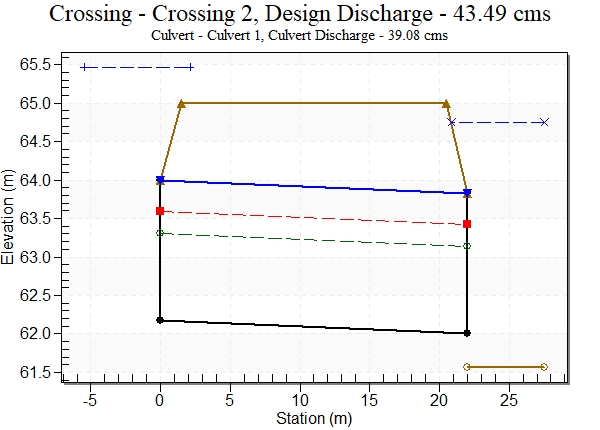 Crossing - Crossing 2, Design Discharge - 43.49 cms
Culvert - Culvert 1, Culvert Discharge - 39.08 cms
65.5
65.0
64.5
64.0
63.5
63.0
62.5
62.0
61.5
Elevation (m)
-5 0 5 10 15 20 25
Station (m)